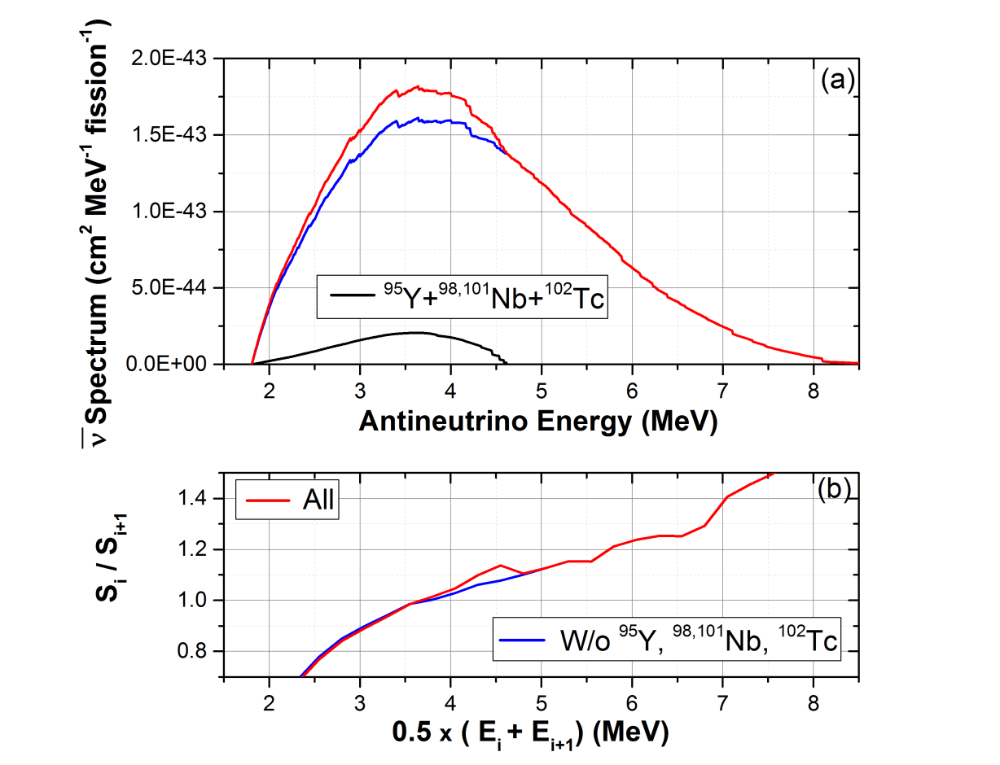 ν̅ Spectrum (cm² MeV⁻¹ fission⁻¹)
2.0E-43
1.5E-43
1.0E-43
5.0E-44
0.0E+00
(a)
⁹⁵Y+⁹⁸,¹⁰¹Nb+¹⁰²Tc
2 3 4 5 6 7 8
Antineutrino Energy (MeV)
Sᵢ / Sᵢ₊₁
1.4
1.2
1.0
0.8
All
(b)
W/o ⁹⁵Y, ⁹⁸,¹⁰¹Nb, ¹⁰²Tc
2 3 4 5 6 7 8
0.5 x ( Eᵢ + Eᵢ₊₁) (MeV)